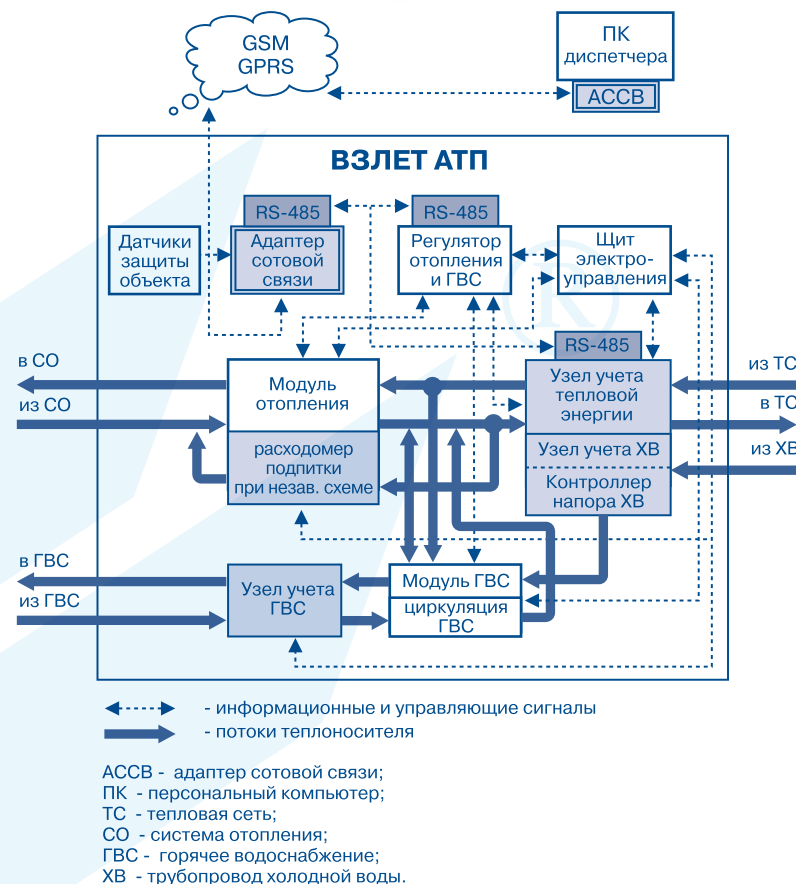 GSM
GPRS
ПК
диспетчера
АССВ
ВЗЛЕТ АТП
RS-485
RS-485
Датчики
защиты
объекта
Адаптер
сотовой
связи
Регулятор
отопления
и ГВС
Щит
электро-
управления
RS-485
в СО
из СО
Модуль
отопления
расходомер
подпитки
при незав. схеме
Узел учета
тепловой
энергии
Узел учета ХВ
Контроллер
напора ХВ
из ТС
в ТС
из ХВ
в ГВС
из ГВС
Узел учета
ГВС
Модуль ГВС
циркуляция
ГВС
- информационные и управляющие сигналы
- потоки теплоносителя
АССВ - адаптер сотовой связи;
ПК - персональный компьютер;
ТС - тепловая сеть;
СО - система отопления;
ГВС - горячее водоснабжение;
ХВ - трубопровод холодной воды.
®